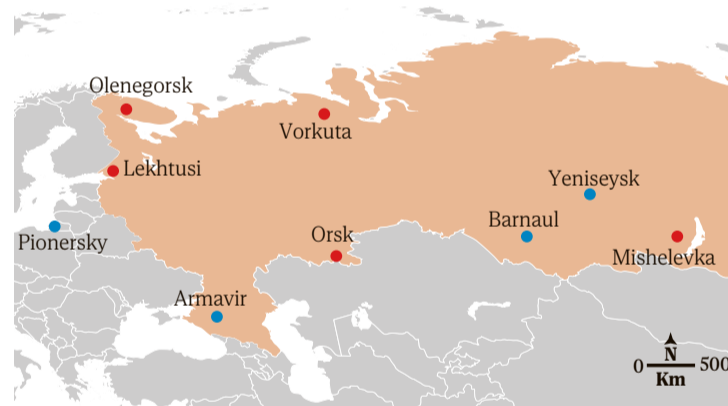 Olenegorsk
Vorkuta
Lekhtusi
Yeniseysk
Barnaul
Pionersky
Orsk
Mishelevka
Armavir
N
0 500
Km